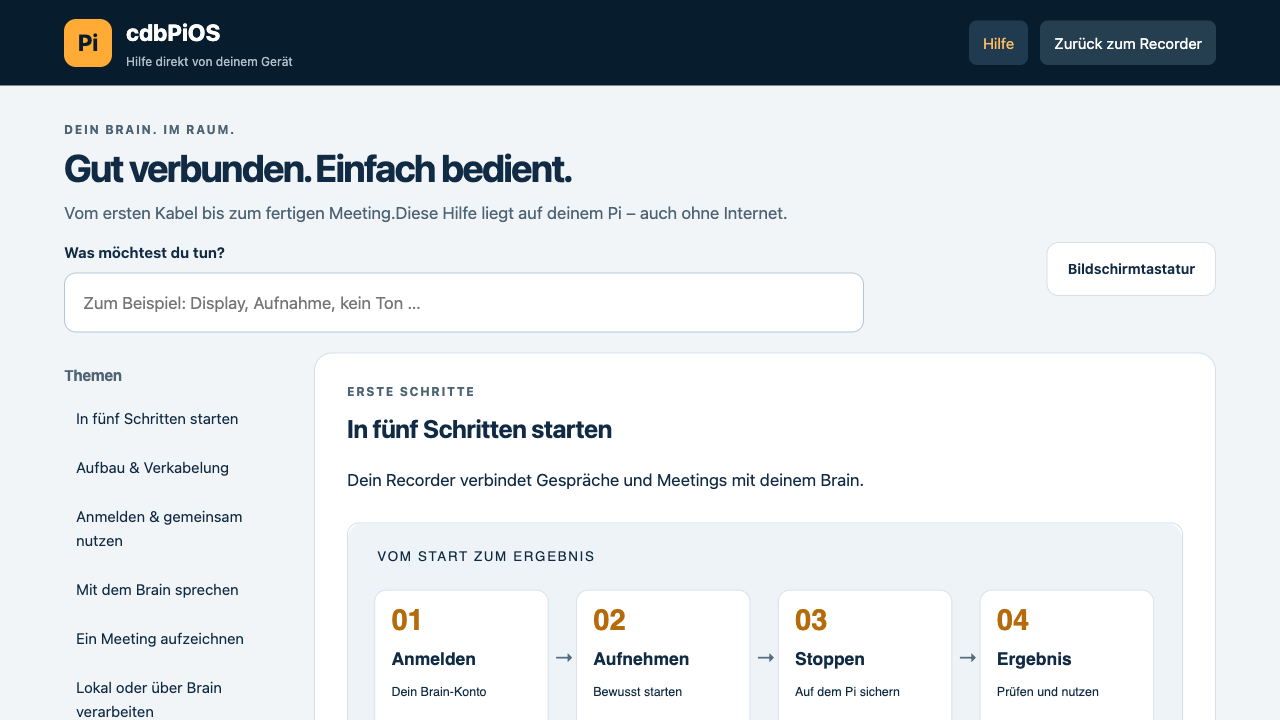 Pi
cdbPiOS
Hilfe direkt von deinem Gerät
Hilfe
Zurück zum Recorder
DEIN BRAIN. IM RAUM.
Gut verbunden. Einfach bedient.
Vom ersten Kabel bis zum fertigen Meeting.Diese Hilfe liegt auf deinem Pi – auch ohne Internet.
Was möchtest du tun?
Zum Beispiel: Display, Aufnahme, kein Ton ...
Bildschirmtastatur
Themen
In fünf Schritten starten
Aufbau & Verkabelung
Anmelden & gemeinsam
nutzen
Mit dem Brain sprechen
Ein Meeting aufzeichnen
Lokal oder über Brain
verarbeiten
ERSTE SCHRITTE
In fünf Schritten starten
Dein Recorder verbindet Gespräche und Meetings mit deinem Brain.
VOM START ZUM ERGEBNIS
01
Anmelden
Dein Brain-Konto
→
02
Aufnehmen
Bewusst starten
→
03
Stoppen
Auf dem Pi sichern
→
04
Ergebnis
Prüfen und nutzen